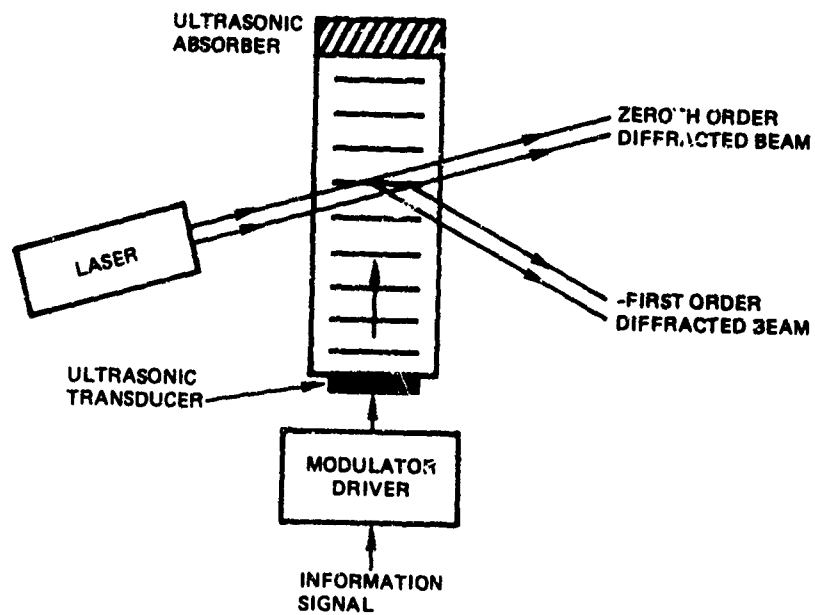 ULTRASONIC
ABSORBER
ZEROTH ORDER
DIFFRACTED BEAM
LASER
-FIRST ORDER
DIFFRACTED BEAM
ULTRASONIC
TRANSDUCER
MODULATOR
DRIVER
INFORMATION
SIGNAL